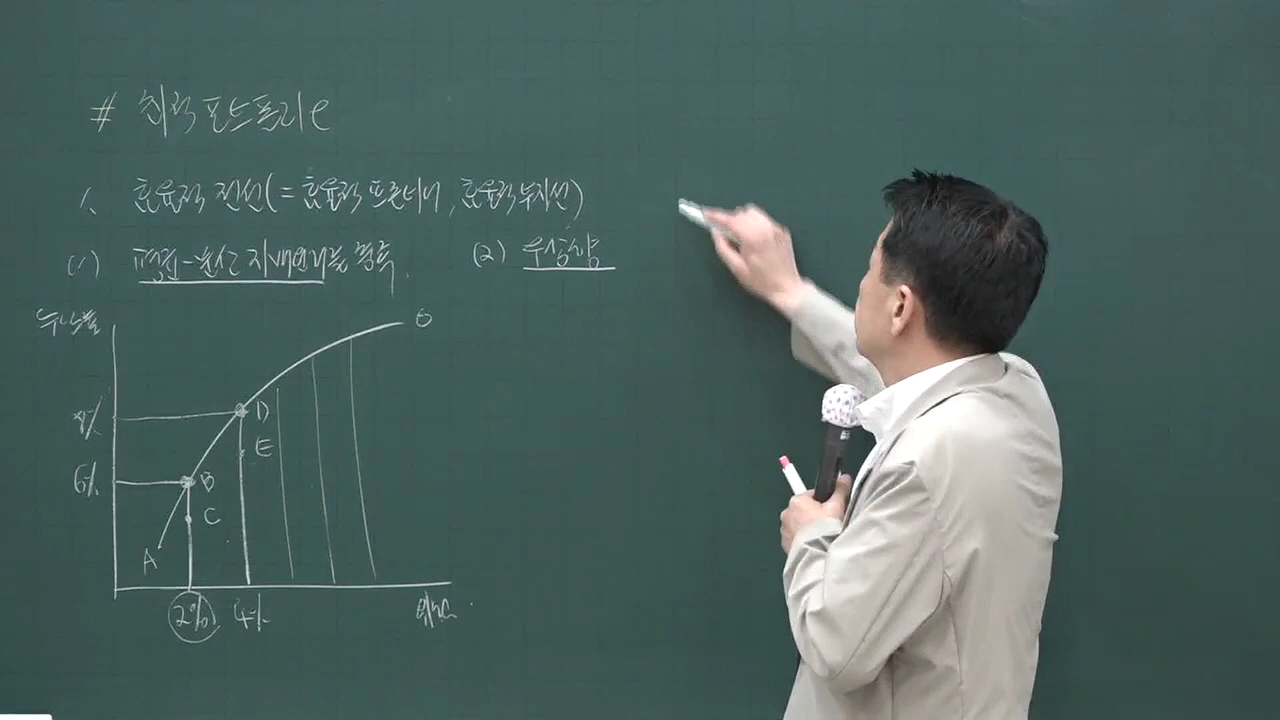 # 최적 포트폴리오
1. 효율적 전선(= 효율적 프론티어, 효율적 투자선)
(1) 평균-분산 지배원리를 충족. (2) 우상향
수익률
8% D
E
6% B
C
A
2% 4% 위험